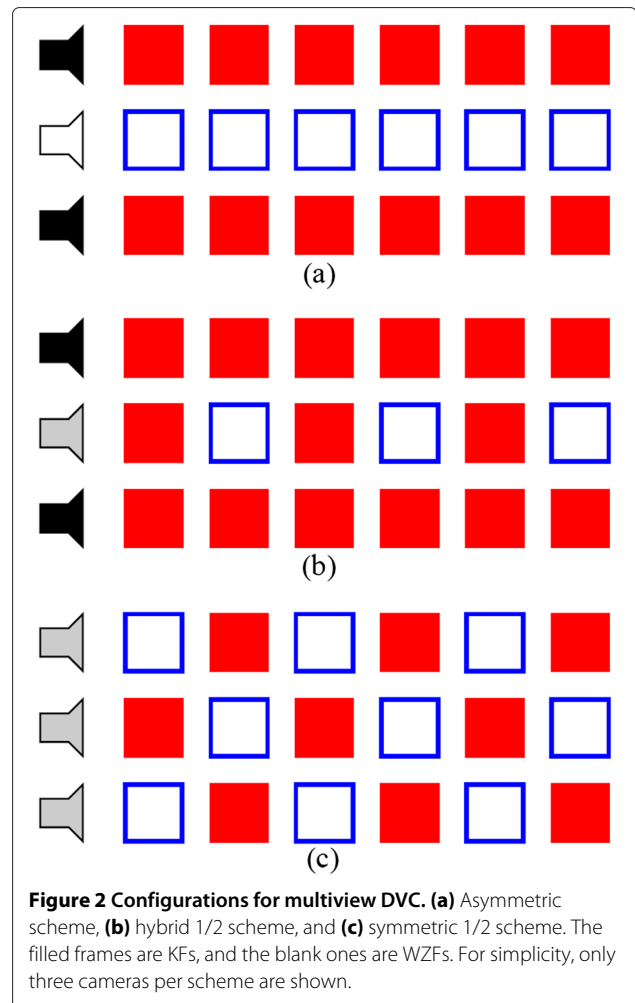 (a)
(b)
(c)
Figure 2 Configurations for multiview DVC. (a) Asymmetric
scheme, (b) hybrid 1/2 scheme, and (c) symmetric 1/2 scheme. The
filled frames are KFs, and the blank ones are WZFs. For simplicity, only
three cameras per scheme are shown.